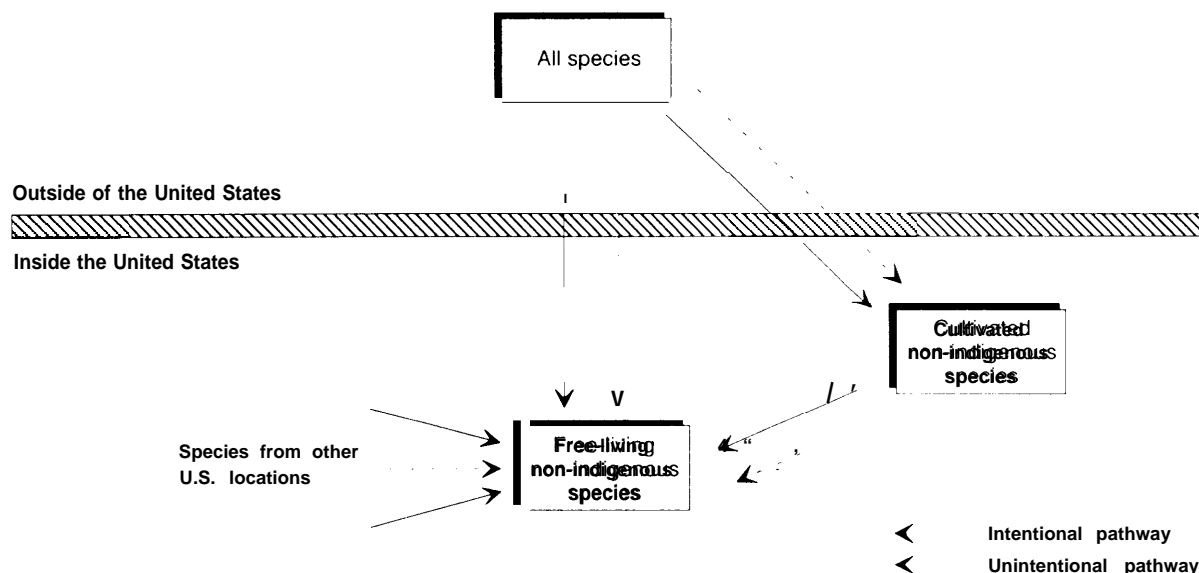 All species
Outside of the United States
Inside the United States
Cultivated
non-indigenous
species
Species from other
U.S. locations
Free-living
non-indigenous
species
Intentional pathway
Unintentional pathway